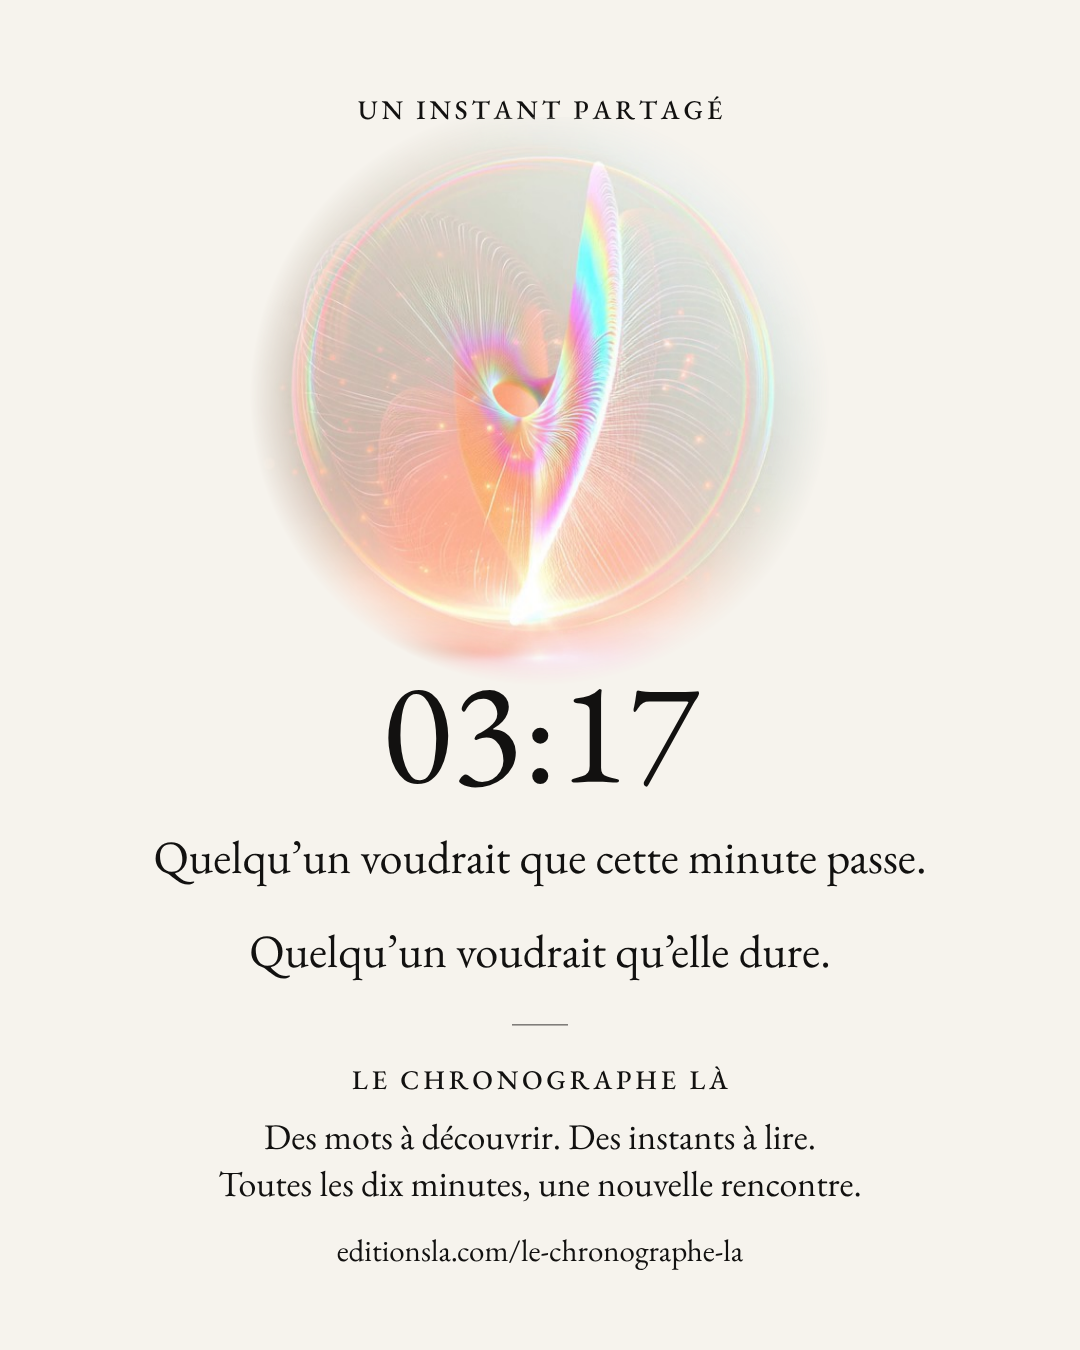 UN INSTANT PARTAGÉ
03:17
Quelqu’un voudrait que cette minute passe.
Quelqu’un voudrait qu’elle dure.
LE CHRONOGRAPHE LÀ
Des mots à découvrir. Des instants à lire.
Toutes les dix minutes, une nouvelle rencontre.
editionsla.com/le-chronographe-la